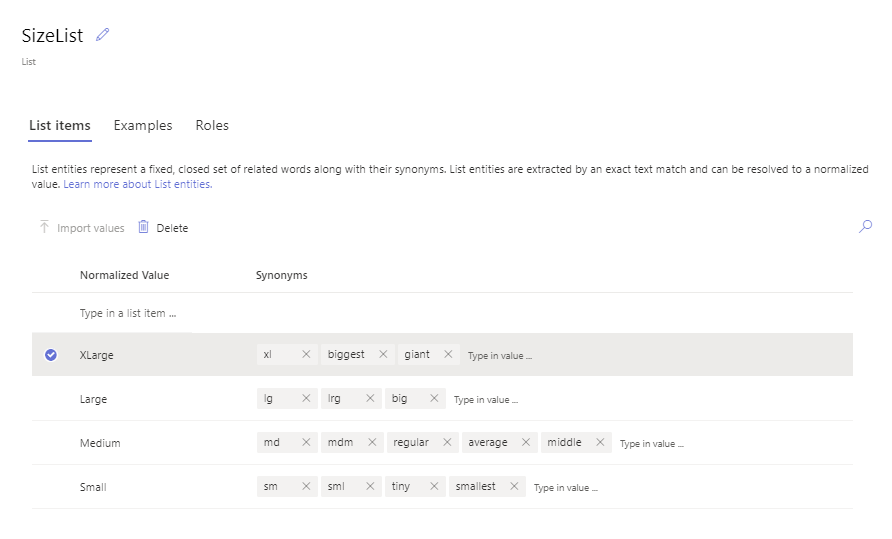 SizeList
List
List items Examples Roles
List entities represent a fixed, closed set of related words along with their synonyms. List entities are extracted by an exact text match and can be resolved to a normalized
value. Learn more about List entities.
Import values Delete
Normalized Value Synonyms
Type in a list item ...
XLarge xl biggest giant Type in value ...
Large lg lrg big Type in value ...
Medium md mdm regular average middle Type in value ...
Small sm sml tiny smallest Type in value ...